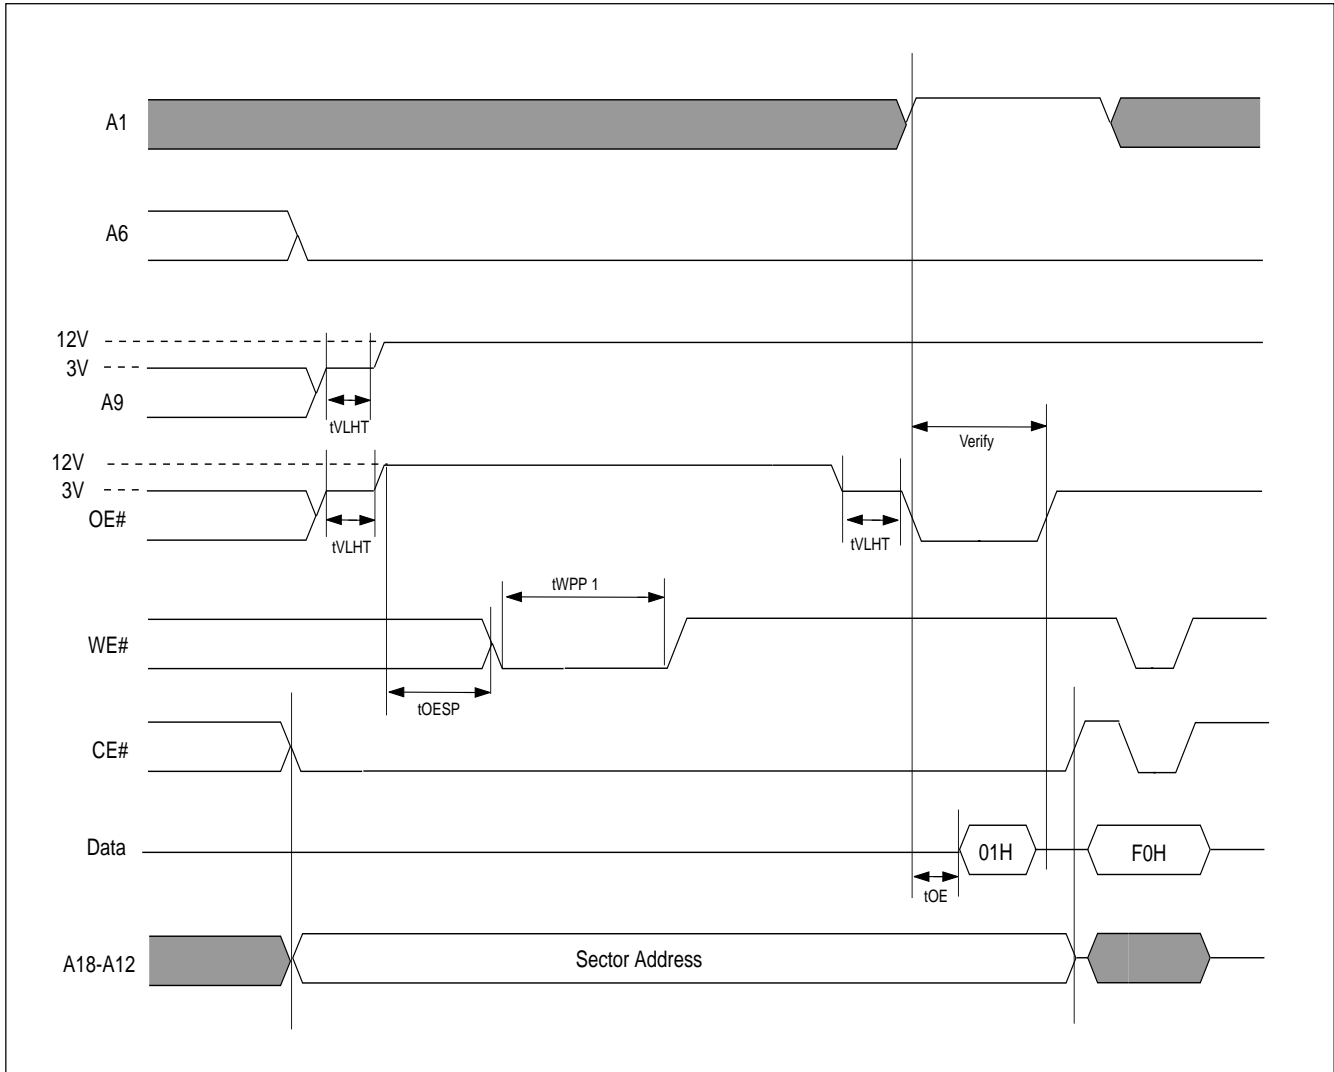 A1
A6
12V
3V
A9
tVLHT
Verify
12V
3V
OE#
tVLHT
tVLHT
tWPP 1
WE#
tOESP
CE#
Data
01H
F0H
tOE
A18-A12
Sector Address